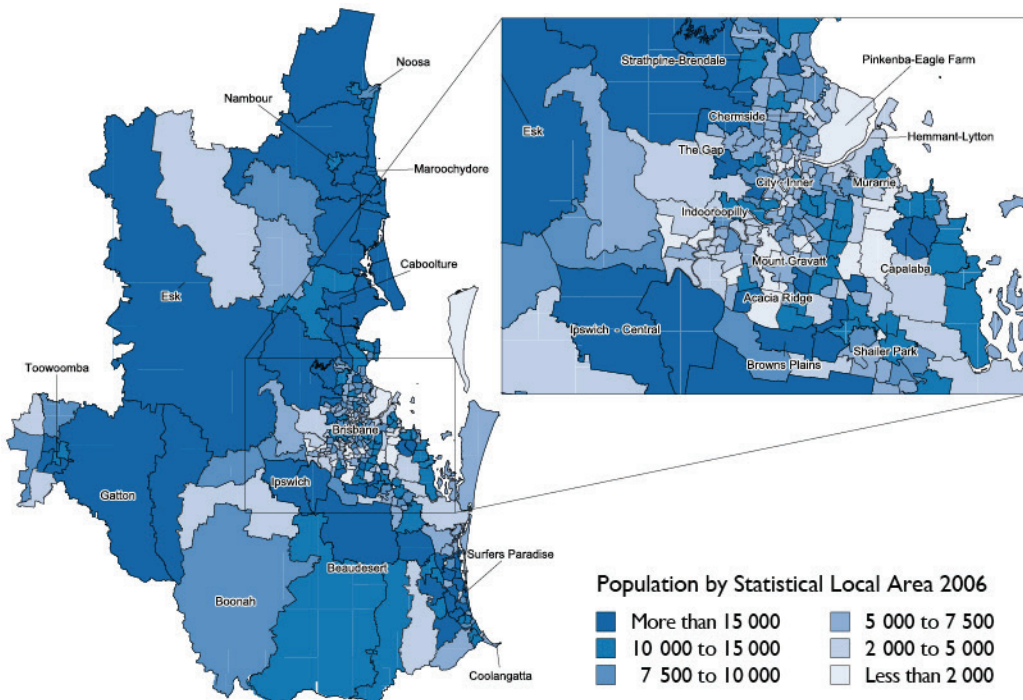 Noosa
Nambour
Maroochydore
Caboolture
Esk
Toowoomba
Brisbane
Gatton
Ipswich
Surfers Paradise
Beaudesert
Boonah
Coolangatta
Strathpine-Brendale
Pinkenba-Eagle Farm
Chermside
Esk
Hemmant-Lytton
The Gap
City - Inner
Murarrie
Indooroopilly
Mount Gravatt
Capalaba
Acacia Ridge
Ipswich - Central
Shailer Park
Browns Plains
Population by Statistical Local Area 2006
More than 15 000
10 000 to 15 000
7 500 to 10 000
5 000 to 7 500
2 000 to 5 000
Less than 2 000